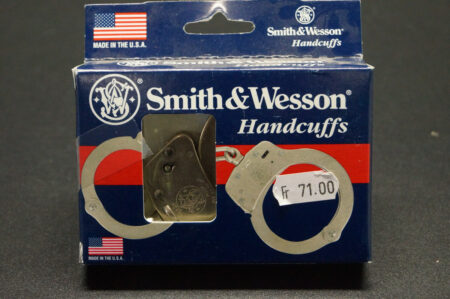 MADE IN THE U.S.A.
Smith & Wesson®
Handcuffs
Smith & Wesson®
Handcuffs
Fr 71.00
MADE IN THE U.S.A.